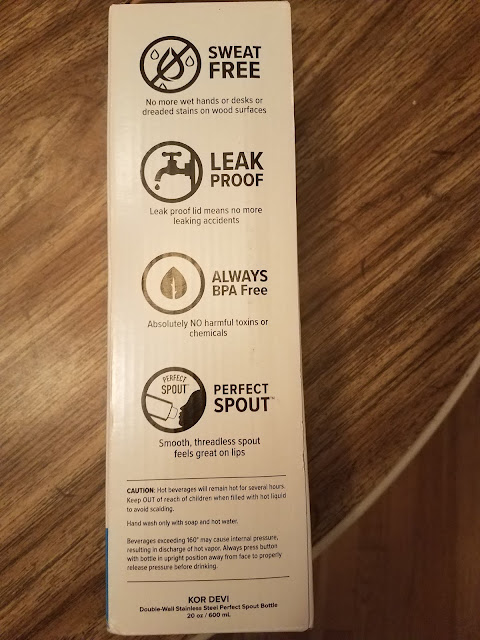 SWEAT
FREE
No more wet hands or desks or
dreaded stains on wood surfaces
LEAK
PROOF
Leak proof lid means no more
leaking accidents
ALWAYS
BPA Free
Absolutely NO harmful toxins or
chemicals
PERFECT
SPOUT
PERFECT
SPOUT™
Smooth, threadless spout
feels great on lips
CAUTION: Hot beverages will remain hot for several hours.
Keep OUT of reach of children when filled with hot liquid
to avoid scalding.
Hand wash only with soap and hot water.
Beverages exceeding 160° may cause internal pressure,
resulting in discharge of hot vapor. Always press button
with bottle in upright position away from face to properly
release pressure before drinking.
KOR DEVI
Double-Wall Stainless Steel Perfect Spout Bottle
20 oz / 600 mL